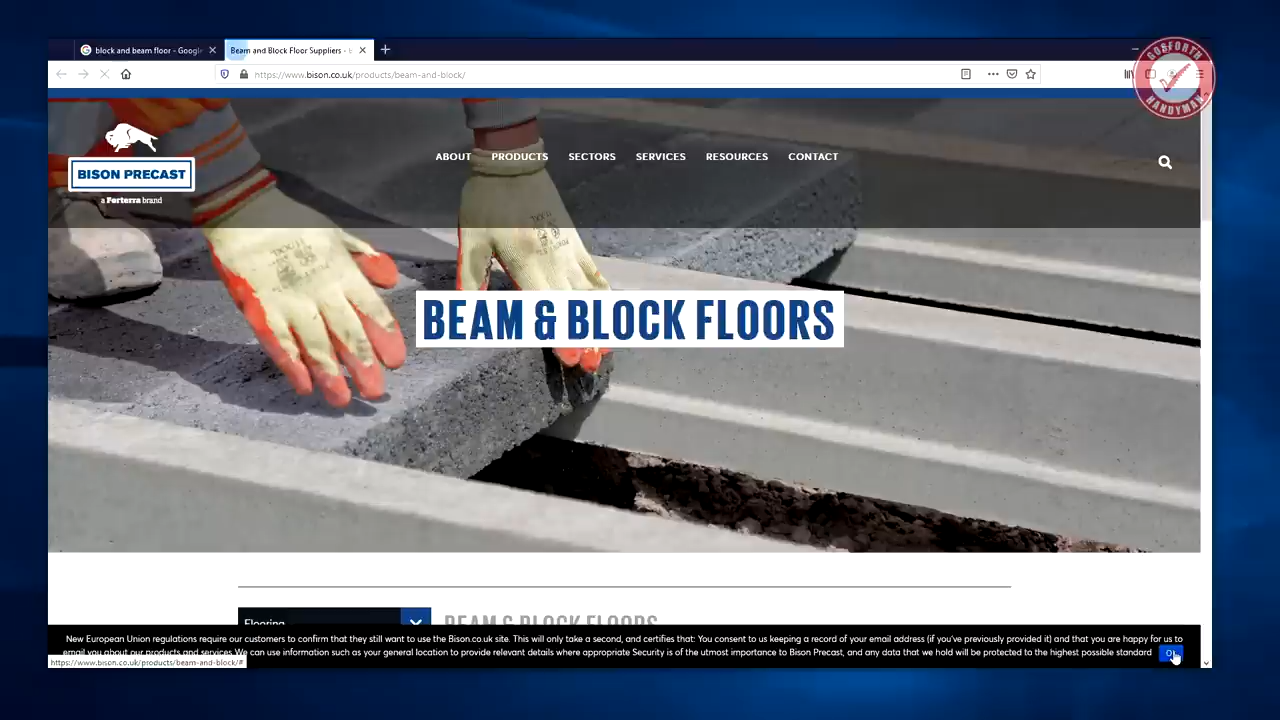 block and beam floor - Google
Beam and Block Floor Suppliers -
https://www.bison.co.uk/products/beam-and-block/
GOSFORTH
HANDYMAN
BISON PRECAST
a Forterra brand
ABOUT
PRODUCTS
SECTORS
SERVICES
RESOURCES
CONTACT
BEAM & BLOCK FLOORS
Flooring
BEAM & BLOCK FLOORS
New European Union regulations require our customers to confirm that they still want to use the Bison.co.uk site. This will only take a second, and certifies that: You consent to us keeping a record of your email address (if you've previously provided it) and that you are happy for us to
email you about our products and services. We can use information such as your general location to provide relevant details where appropriate Security is of the utmost importance to Bison Precast, and any data that we hold will be protected to the highest possible standard
https://www.bison.co.uk/products/beam-and-block/#